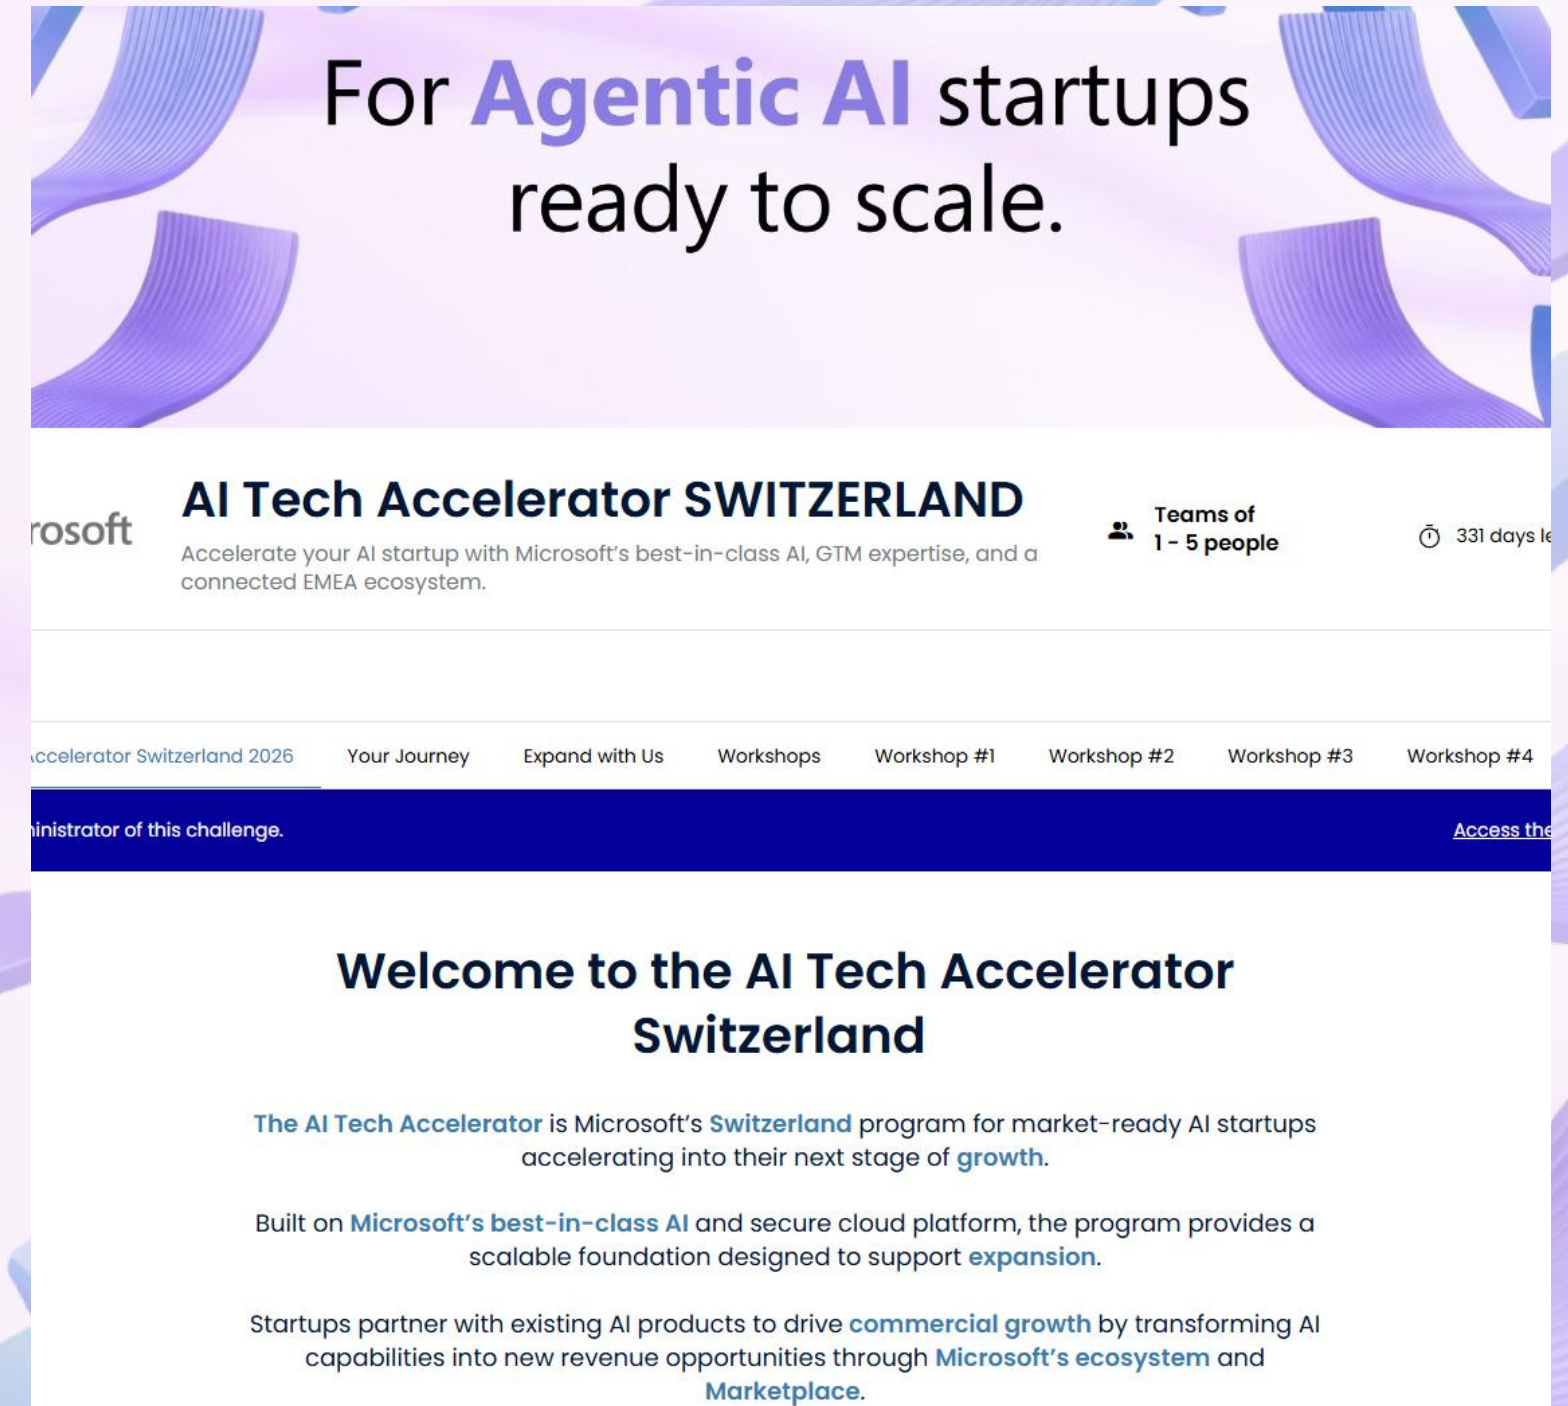 For Agentic AI startups
ready to scale.
rosoft
AI Tech Accelerator SWITZERLAND
Accelerate your AI startup with Microsoft's best-in-class AI, GTM expertise, and a
connected EMEA ecosystem.
Teams of
1 - 5 people
331 days le
ccelerator Switzerland 2026
Your Journey
Expand with Us
Workshops
Workshop #1
Workshop #2
Workshop #3
Workshop #4
inistrator of this challenge.
Access the
Welcome to the AI Tech Accelerator
Switzerland
The AI Tech Accelerator is Microsoft's Switzerland program for market-ready AI startups
accelerating into their next stage of growth.
Built on Microsoft's best-in-class AI and secure cloud platform, the program provides a
scalable foundation designed to support expansion.
Startups partner with existing AI products to drive commercial growth by transforming AI
capabilities into new revenue opportunities through Microsoft's ecosystem and
Marketplace.